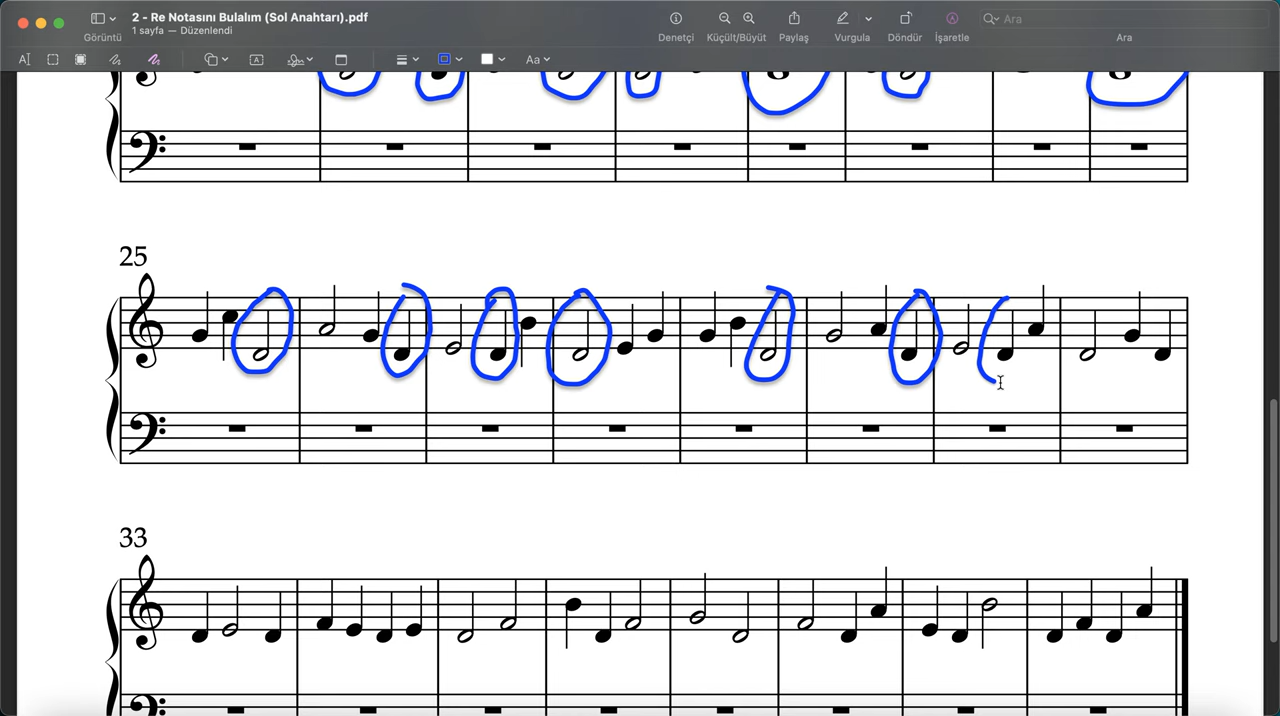 2 - Re Notasını Bulalım (Sol Anahtarı).pdf
1 sayfa — Düzenlendi
Görüntü
Denetçi
Küçült/Büyüt
Paylaş
Vurgula
Döndür
İşaretle
Ara
Ara
Aa
25
33